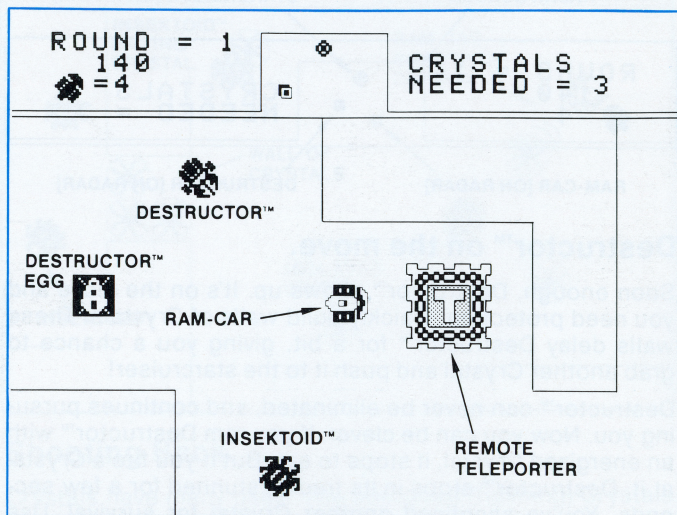 ROUND = 1
140
=4
CRYSTALS
NEEDED = 3
DESTRUCTOR™
DESTRUCTOR™
EGG
RAM-CAR
INSEKTOID™
REMOTE
TELEPORTER